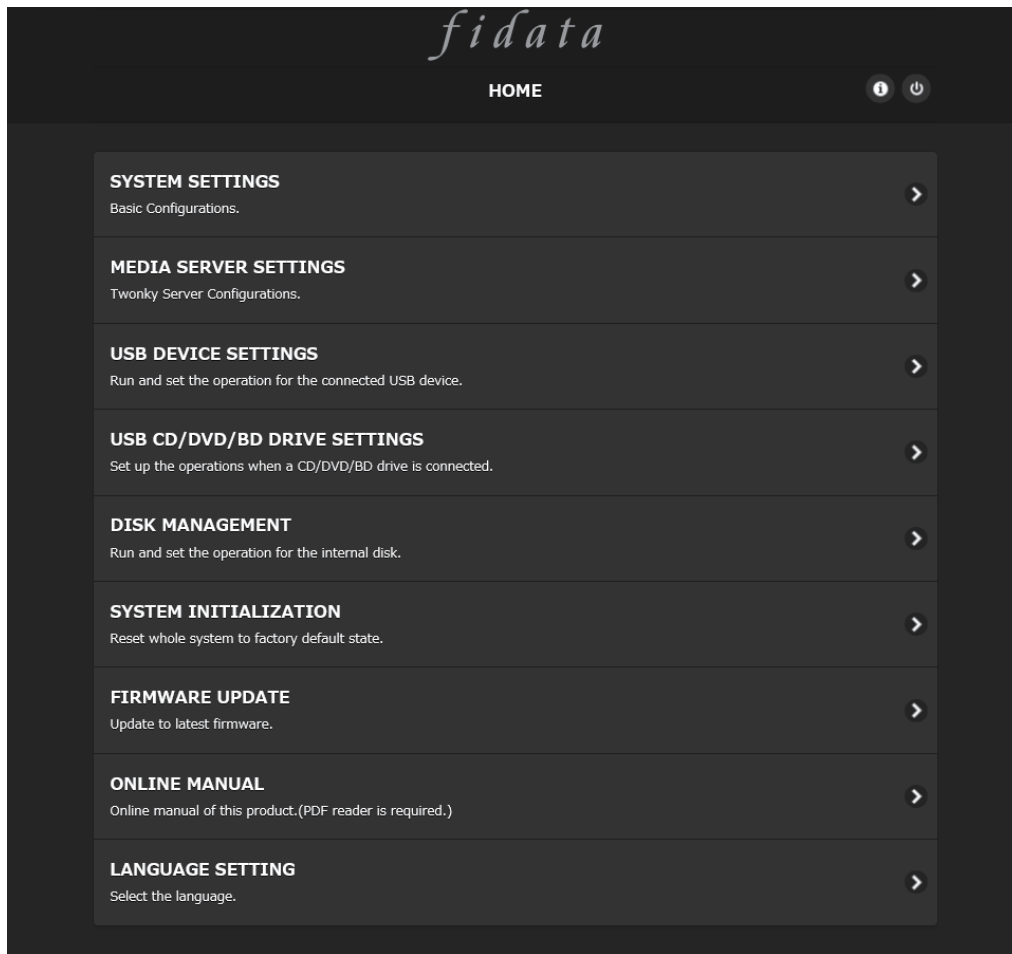 fidata
HOME
SYSTEM SETTINGS
Basic Configurations.
MEDIA SERVER SETTINGS
Twonky Server Configurations.
USB DEVICE SETTINGS
Run and set the operation for the connected USB device.
USB CD/DVD/BD DRIVE SETTINGS
Set up the operations when a CD/DVD/BD drive is connected.
DISK MANAGEMENT
Run and set the operation for the internal disk.
SYSTEM INITIALIZATION
Reset whole system to factory default state.
FIRMWARE UPDATE
Update to latest firmware.
ONLINE MANUAL
Online manual of this product.(PDF reader is required.)
LANGUAGE SETTING
Select the language.